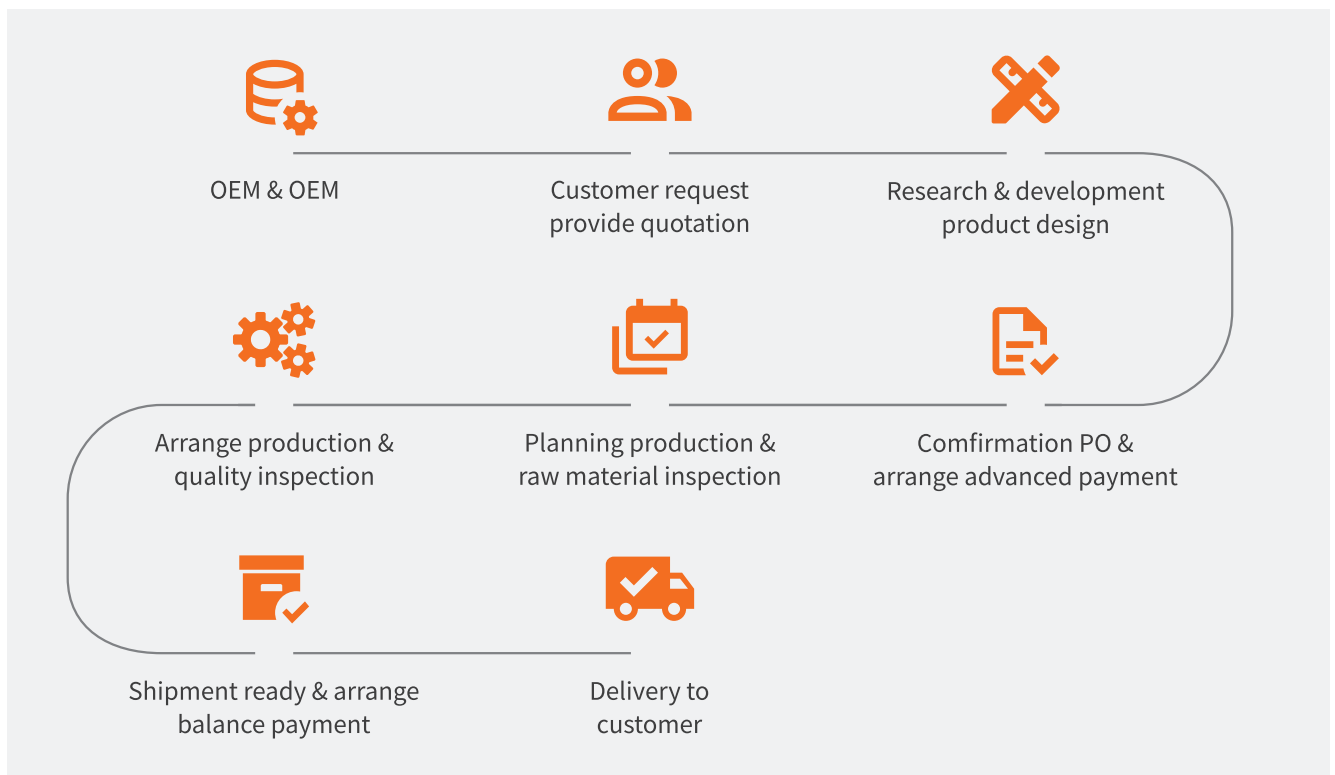 OEM & OEM
Customer request
provide quotation
Research & development
product design
Arrange production &
quality inspection
Planning production &
raw material inspection
Comfirmation PO &
arrange advanced payment
Shipment ready & arrange
balance payment
Delivery to
customer